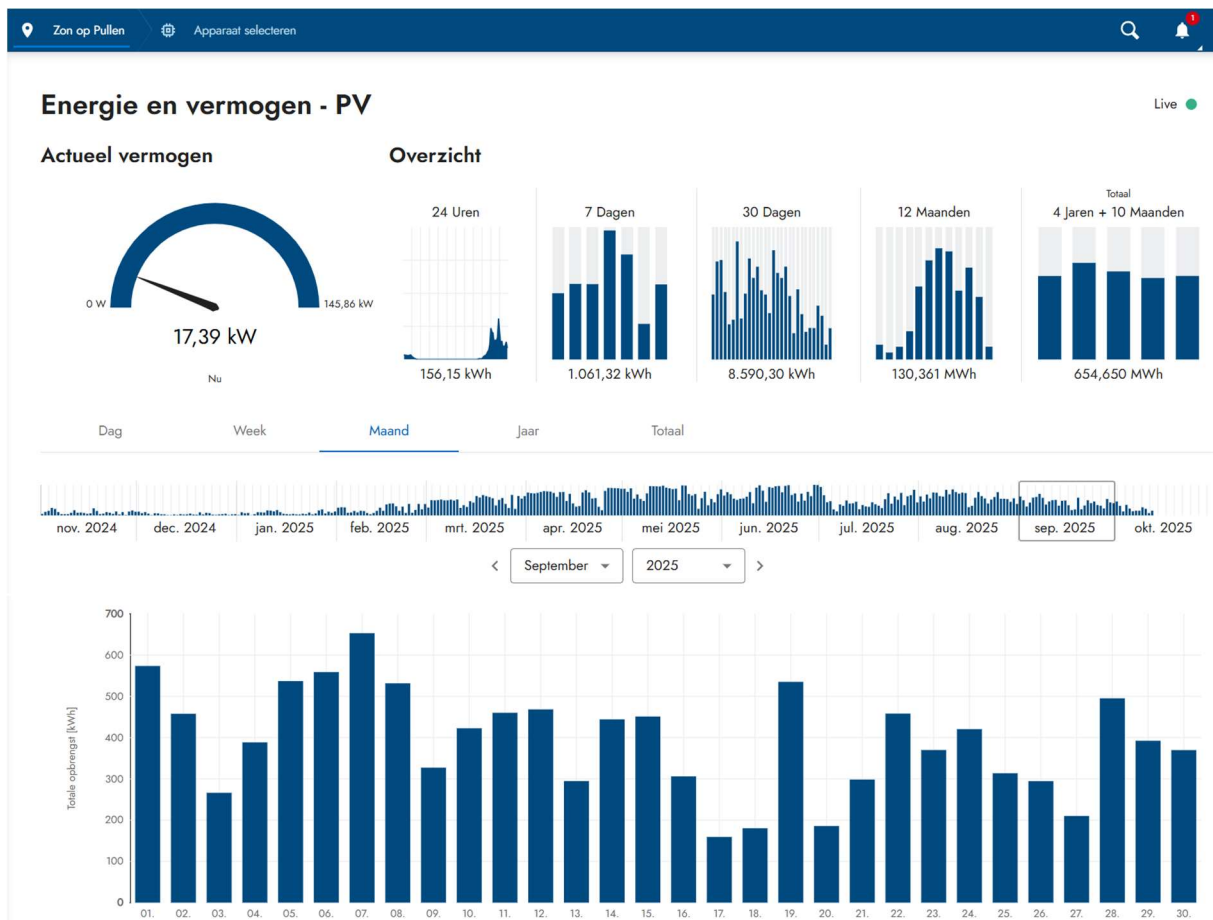 Zon op Pullen Apparaat selecteren 1
Energie en vermogen - PV Live
Actueel vermogen Overzicht
Totaal
24 Uren 7 Dagen 30 Dagen 12 Maanden 4 Jaren + 10 Maanden
0 W 145,86 kW
17,39 kW
Nu
156,15 kWh 1.061,32 kWh 8.590,30 kWh 130,361 MWh 654,650 MWh
Dag Week Maand Jaar Totaal
nov. 2024 dec. 2024 jan. 2025 feb. 2025 mrt. 2025 apr. 2025 mei 2025 jun. 2025 jul. 2025 aug. 2025 sep. 2025 okt. 2025
September 2025
Totale opbrengst [kWh]
700
600
500
400
300
200
100
0
01. 02. 03. 04. 05. 06. 07. 08. 09. 10. 11. 12. 13. 14. 15. 16. 17. 18. 19. 20. 21. 22. 23. 24. 25. 26. 27. 28. 29. 30.